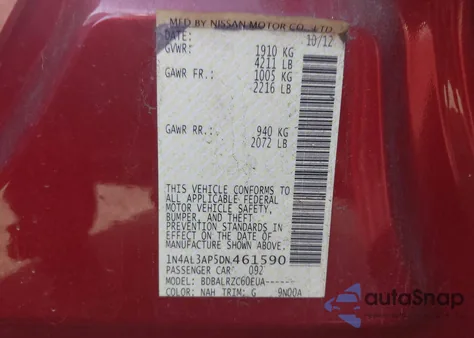 MFD BY NISSAN MOTOR CO., LTD.
DATE: 10/12
GVWR: 1910 KG
4211 LB
GAWR FR.: 1005 KG
2216 LB
GAWR RR.: 940 KG
2072 LB
THIS VEHICLE CONFORMS TO
ALL APPLICABLE FEDERAL
MOTOR VEHICLE SAFETY,
BUMPER, AND THEFT
PREVENTION STANDARDS IN
EFFECT ON THE DATE OF
MANUFACTURE SHOWN ABOVE.
1N4AL3AP5DN461590
PASSENGER CAR 092
MODEL: BDBALRZC60EUA------
COLOR: NAH TRIM: G 9N00A
autoSnap